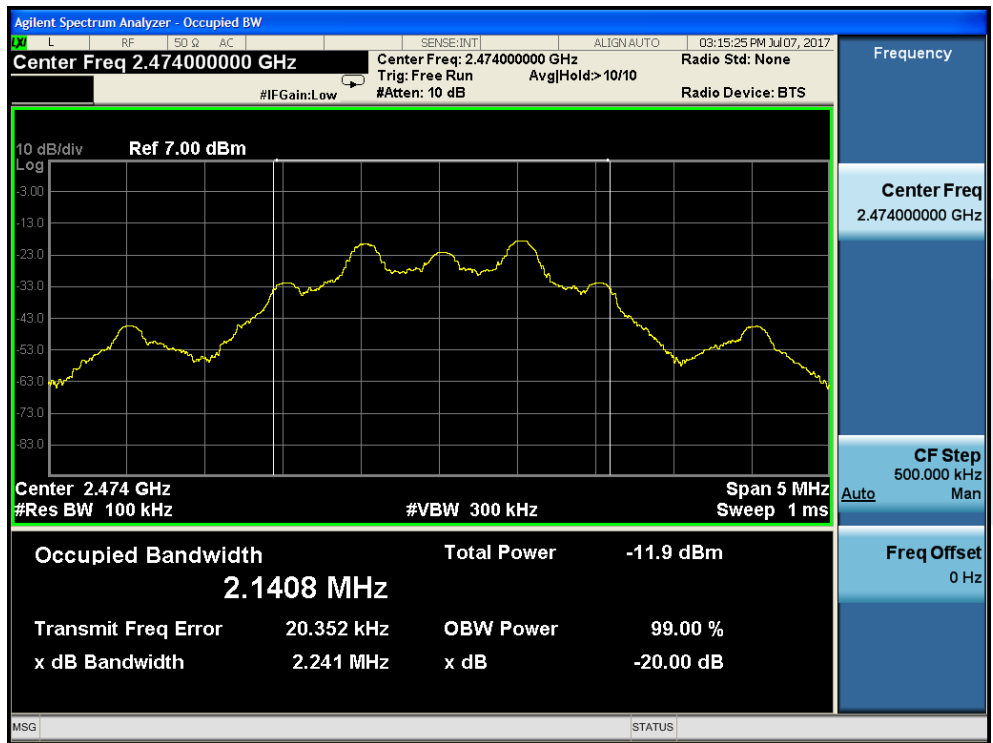 Agilent Spectrum Analyzer - Occupied BW
LXI L RF 50 Ω AC SENSE:INT ALIGN AUTO 03:15:25 PM Jul 07, 2017
Center Freq 2.474000000 GHz
Center Freq: 2.474000000 GHz
Radio Std: None
Trig: Free Run Avg|Hold:> 10/10
#IFGain:Low
#Atten: 10 dB
Radio Device: BTS
10 dB/div Ref 7.00 dBm
Log
-3.00
-13.0
-23.0
-33.0
-43.0
-53.0
-63.0
-73.0
-83.0
Center 2.474 GHz Span 5 MHz
#Res BW 100 kHz #VBW 300 kHz Sweep 1 ms
Occupied Bandwidth Total Power -11.9 dBm
2.1408 MHz
Transmit Freq Error 20.352 kHz OBW Power 99.00 %
x dB Bandwidth 2.241 MHz x dB -20.00 dB
Frequency
Center Freq
2.474000000 GHz
CF Step
500.000 kHz
Auto Man
Freq Offset
0 Hz
MSG STATUS